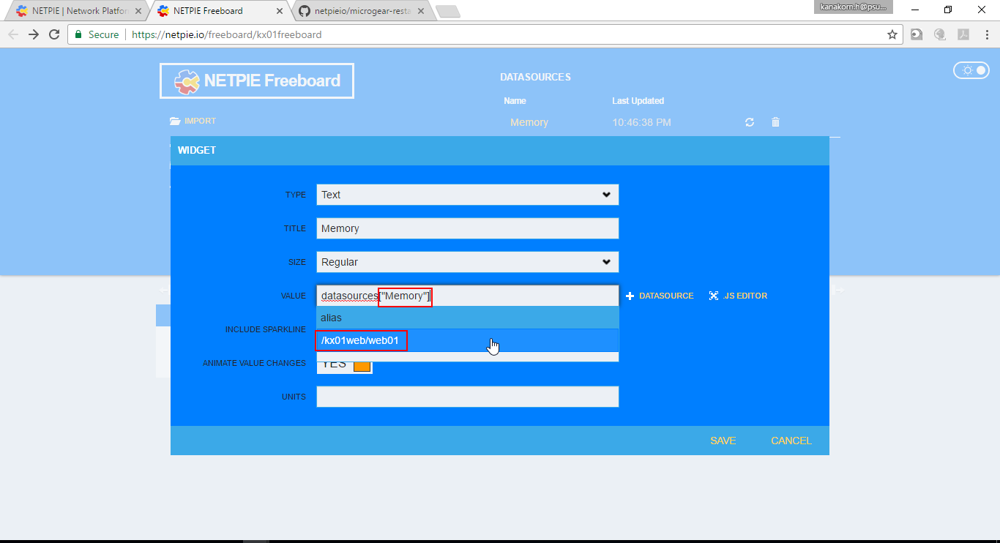 NETPIE | Network Platfor
NETPIE Freeboard
netpieio/microgear-resta
kanakorn.h@psu...
Secure
https://netpie.io/freeboard/kx01freeboard
NETPIE Freeboard
DATASOURCES
Name
Last Updated
IMPORT
Memory
10:46:38 PM
WIDGET
TYPE
Text
TITLE
Memory
SIZE
Regular
VALUE
datasources["Memory"]
DATASOURCE
.JS EDITOR
alias
INCLUDE SPARKLINE
/kx01web/web01
ANIMATE VALUE CHANGES
YES
UNITS
SAVE
CANCEL